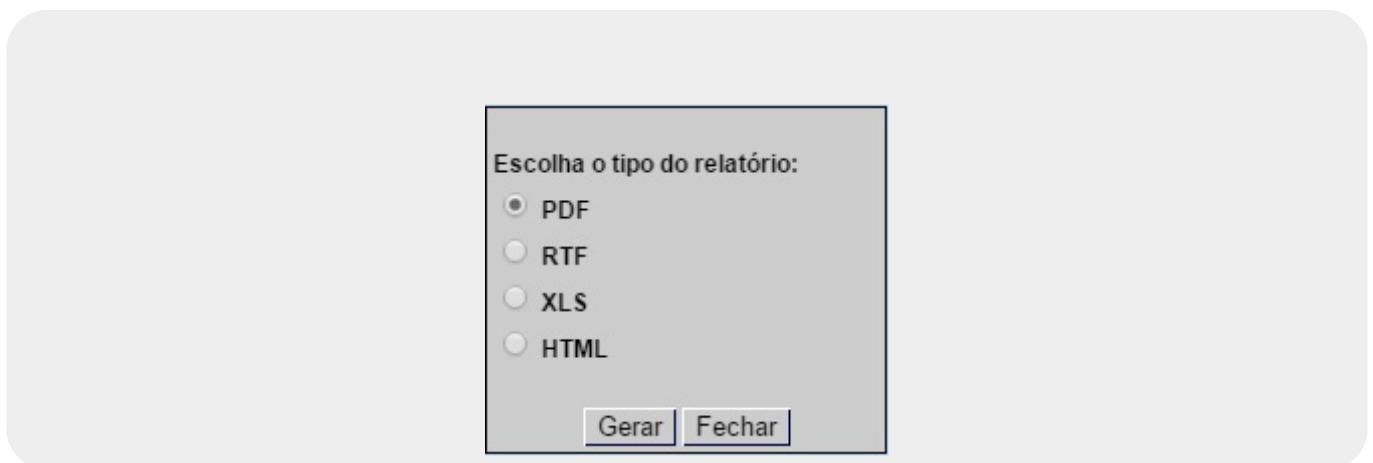 Escolha o tipo do relatório:
PDF
RTF
XLS
HTML
Gerar Fechar